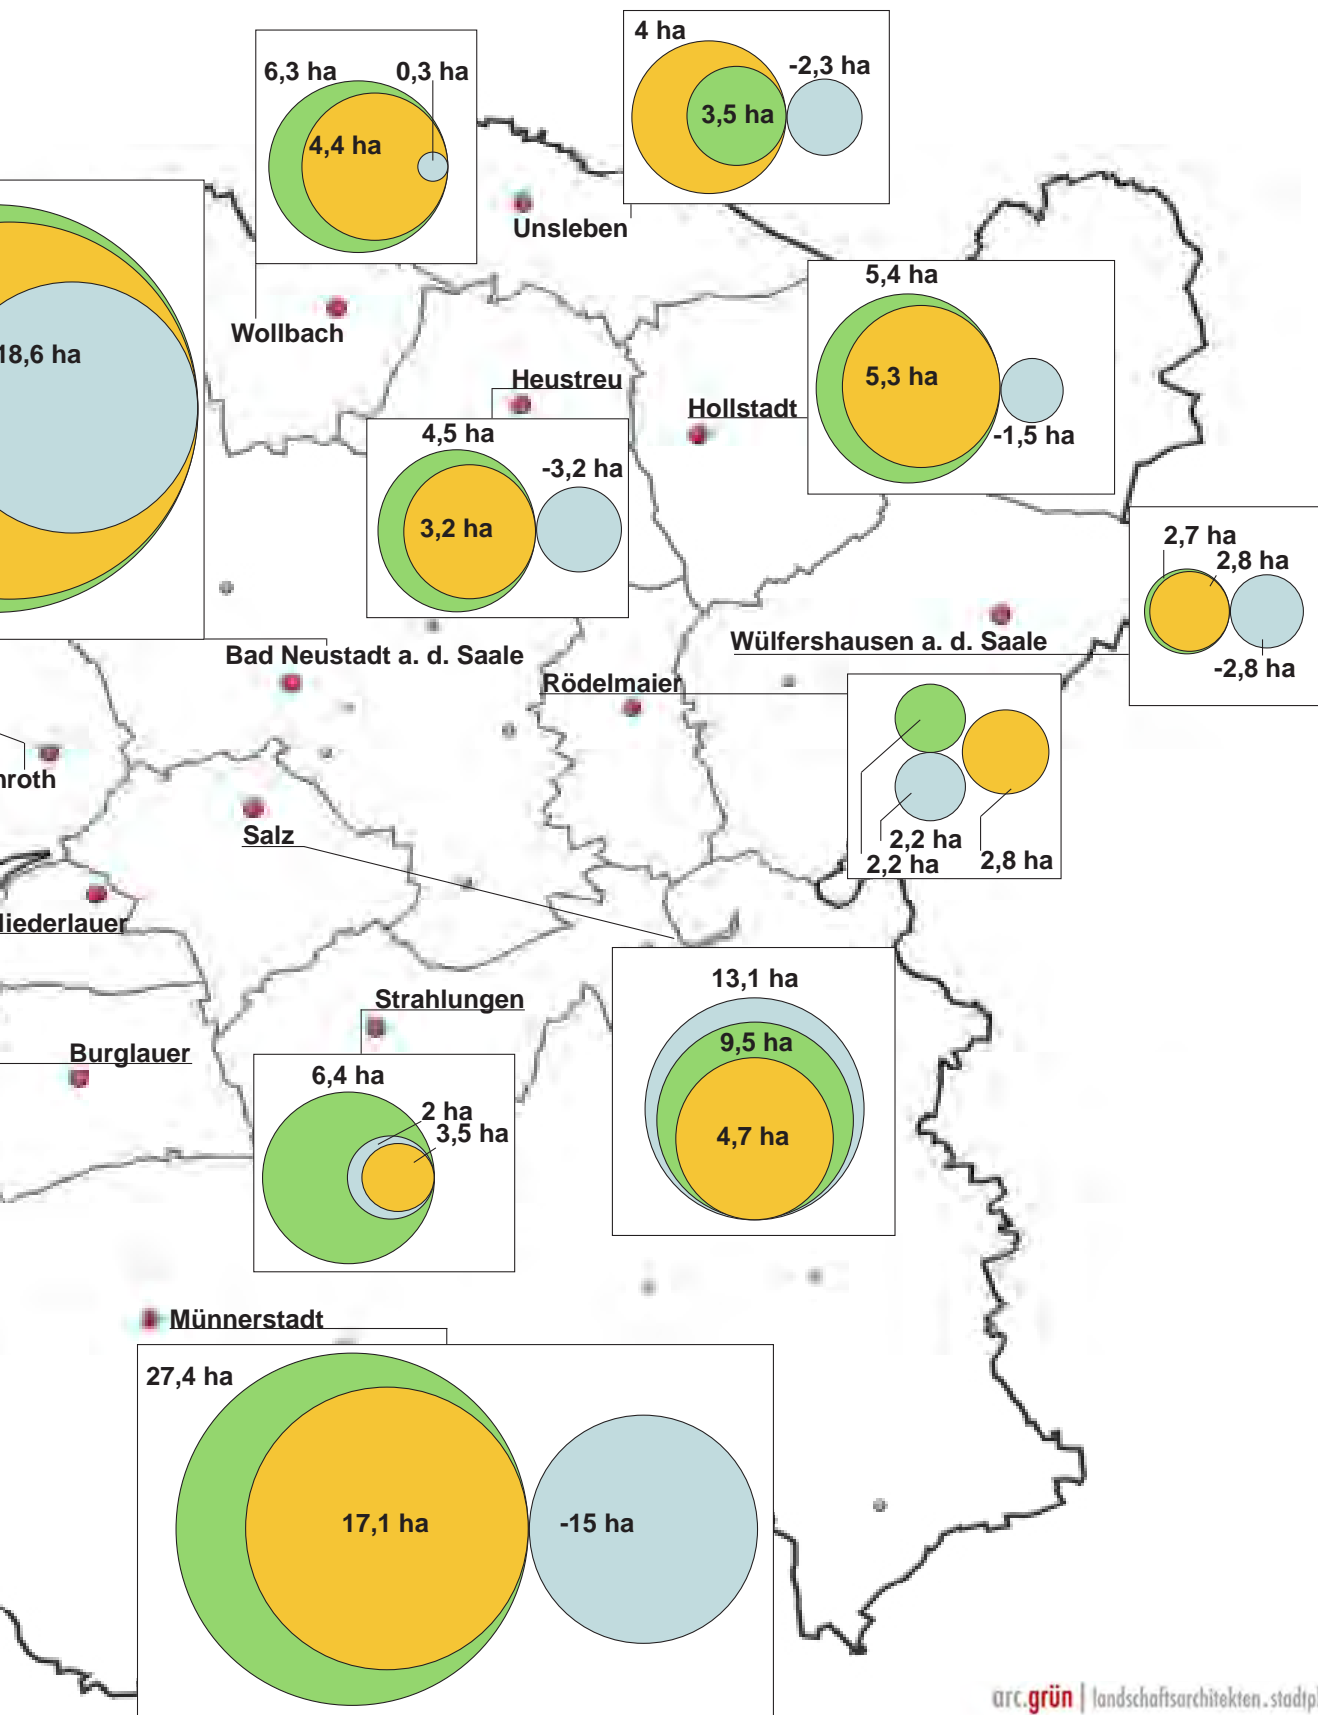 4 ha
-2,3 ha
3,5 ha
6,3 ha
0,3 ha
4,4 ha
Unsleben
Wollbach
5,4 ha
5,3 ha
-1,5 ha
18,6 ha
Heustreu
Hollstadt
4,5 ha
-3,2 ha
3,2 ha
2,7 ha
2,8 ha
-2,8 ha
Wülfershausen a. d. Saale
Bad Neustadt a. d. Saale
Rödelmaier
2,2 ha
2,2 ha
2,8 ha
nroth
Salz
liederlauer
13,1 ha
9,5 ha
4,7 ha
Strahlungen
Burglauer
6,4 ha
2 ha
3,5 ha
Münnerstadt
27,4 ha
17,1 ha
-15 ha
arc.grün | landschaftsarchitekten.stadtpl